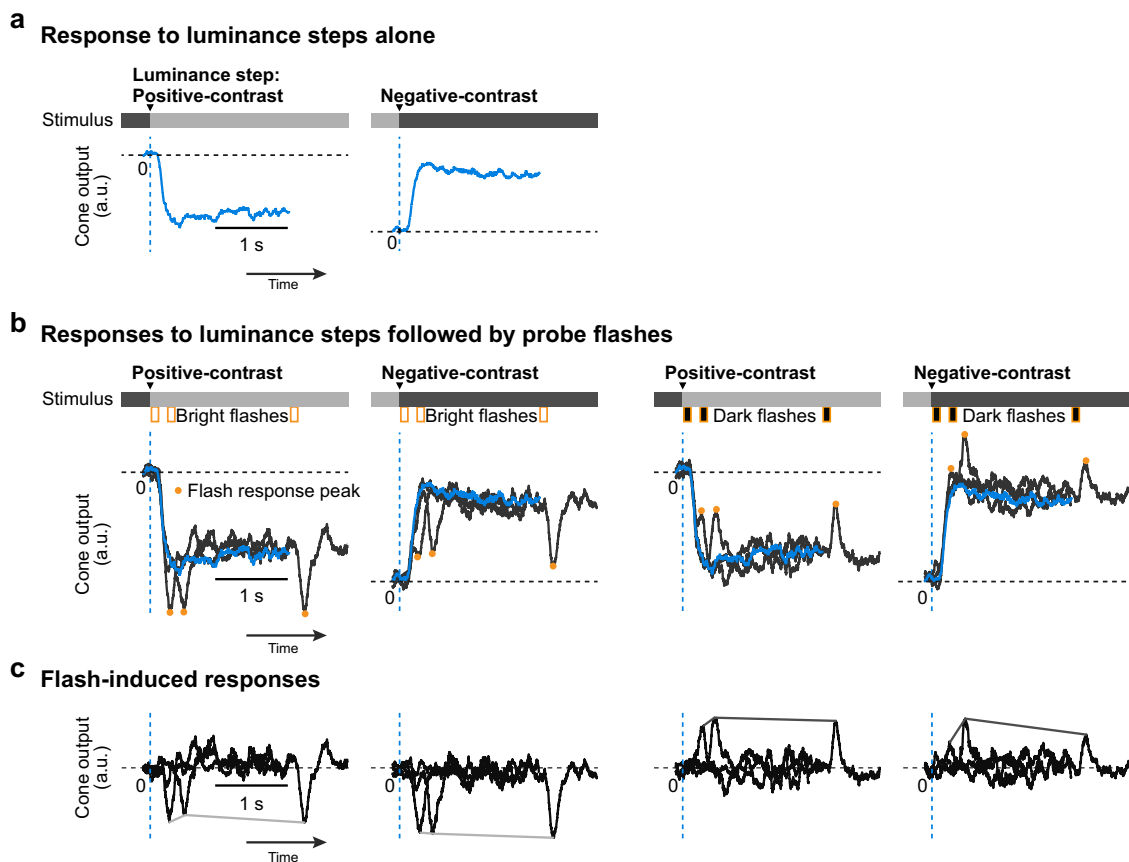 a
Response to luminance steps alone
Luminance step:
Positive-contrast
Negative-contrast
Stimulus
Cone output
(a.u.)
0
1 s
Time
0
b
Responses to luminance steps followed by probe flashes
Positive-contrast
Negative-contrast
Positive-contrast
Negative-contrast
Stimulus
Bright flashes
Bright flashes
Dark flashes
Dark flashes
Cone output
(a.u.)
0
Flash response peak
1 s
Time
0
0
0
c
Flash-induced responses
Cone output
(a.u.)
0
1 s
Time
0
0
0